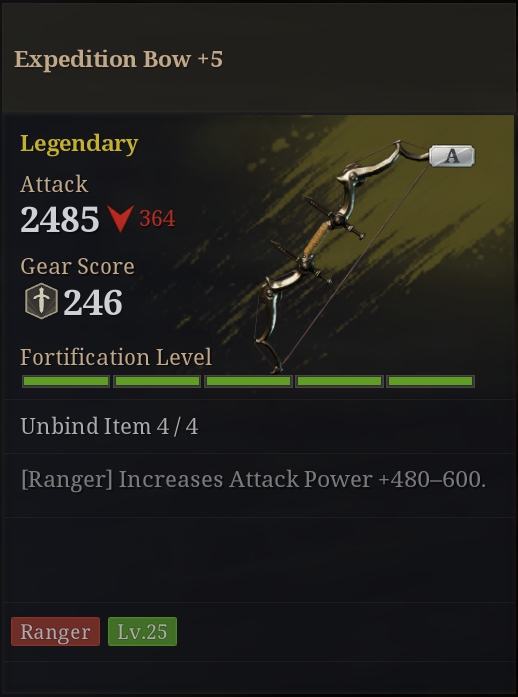 Expedition Bow +5
Legendary
A
Attack
2485 364
Gear Score
246
Fortification Level
Unbind Item 4 / 4
[Ranger] Increases Attack Power +480–600.
Ranger Lv.25